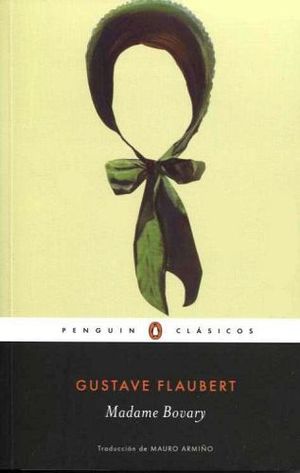 PENGUIN CLÁSICOS
GUSTAVE FLAUBERT
Madame Bovary
Traducción de MAURO ARMIÑO